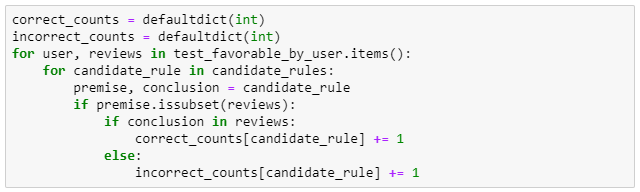 correct_counts = defaultdict(int)
incorrect_counts = defaultdict(int)
for user, reviews in test_favorable_by_user.items():
    for candidate_rule in candidate_rules:
        premise, conclusion = candidate_rule
        if premise.issubset(reviews):
            if conclusion in reviews:
                correct_counts[candidate_rule] += 1
            else:
                incorrect_counts[candidate_rule] += 1